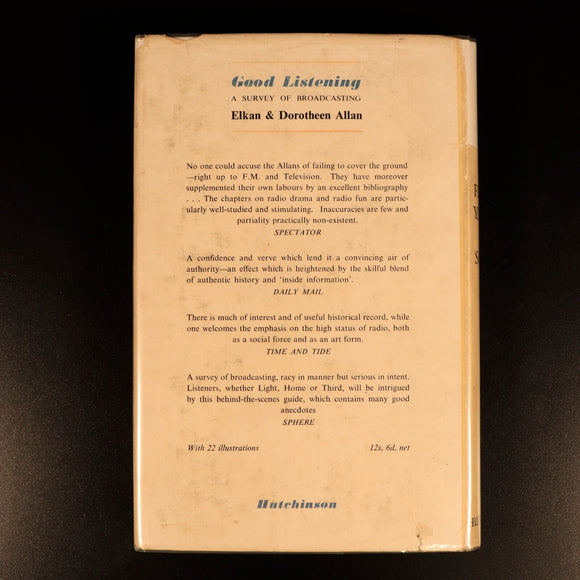 Good Listening
A SURVEY OF BROADCASTING
Elkan & Dorotheen Allan
No one could accuse the Allans of failing to cover the ground
—right up to F.M. and Television. They have moreover
supplemented their own labours by an excellent bibliography
. . . The chapters on radio drama and radio fun are partic-
ularly well-studied and stimulating. Inaccuracies are few and
partiality practically non-existent.
SPECTATOR
A confidence and verve which lend it a convincing air of
authority—an effect which is heightened by the skilful blend
of authentic history and ‘inside information’.
DAILY MAIL
There is much of interest and of useful historical record, while
one welcomes the emphasis on the high status of radio, both
as a social force and as an art form.
TIME AND TIDE
A survey of broadcasting, racy in manner but serious in intent.
Listeners, whether Light, Home or Third, will be intrigued
by this behind-the-scenes guide, which contains many good
anecdotes
SPHERE
With 22 illustrations 12s. 6d. net
Hutchinson